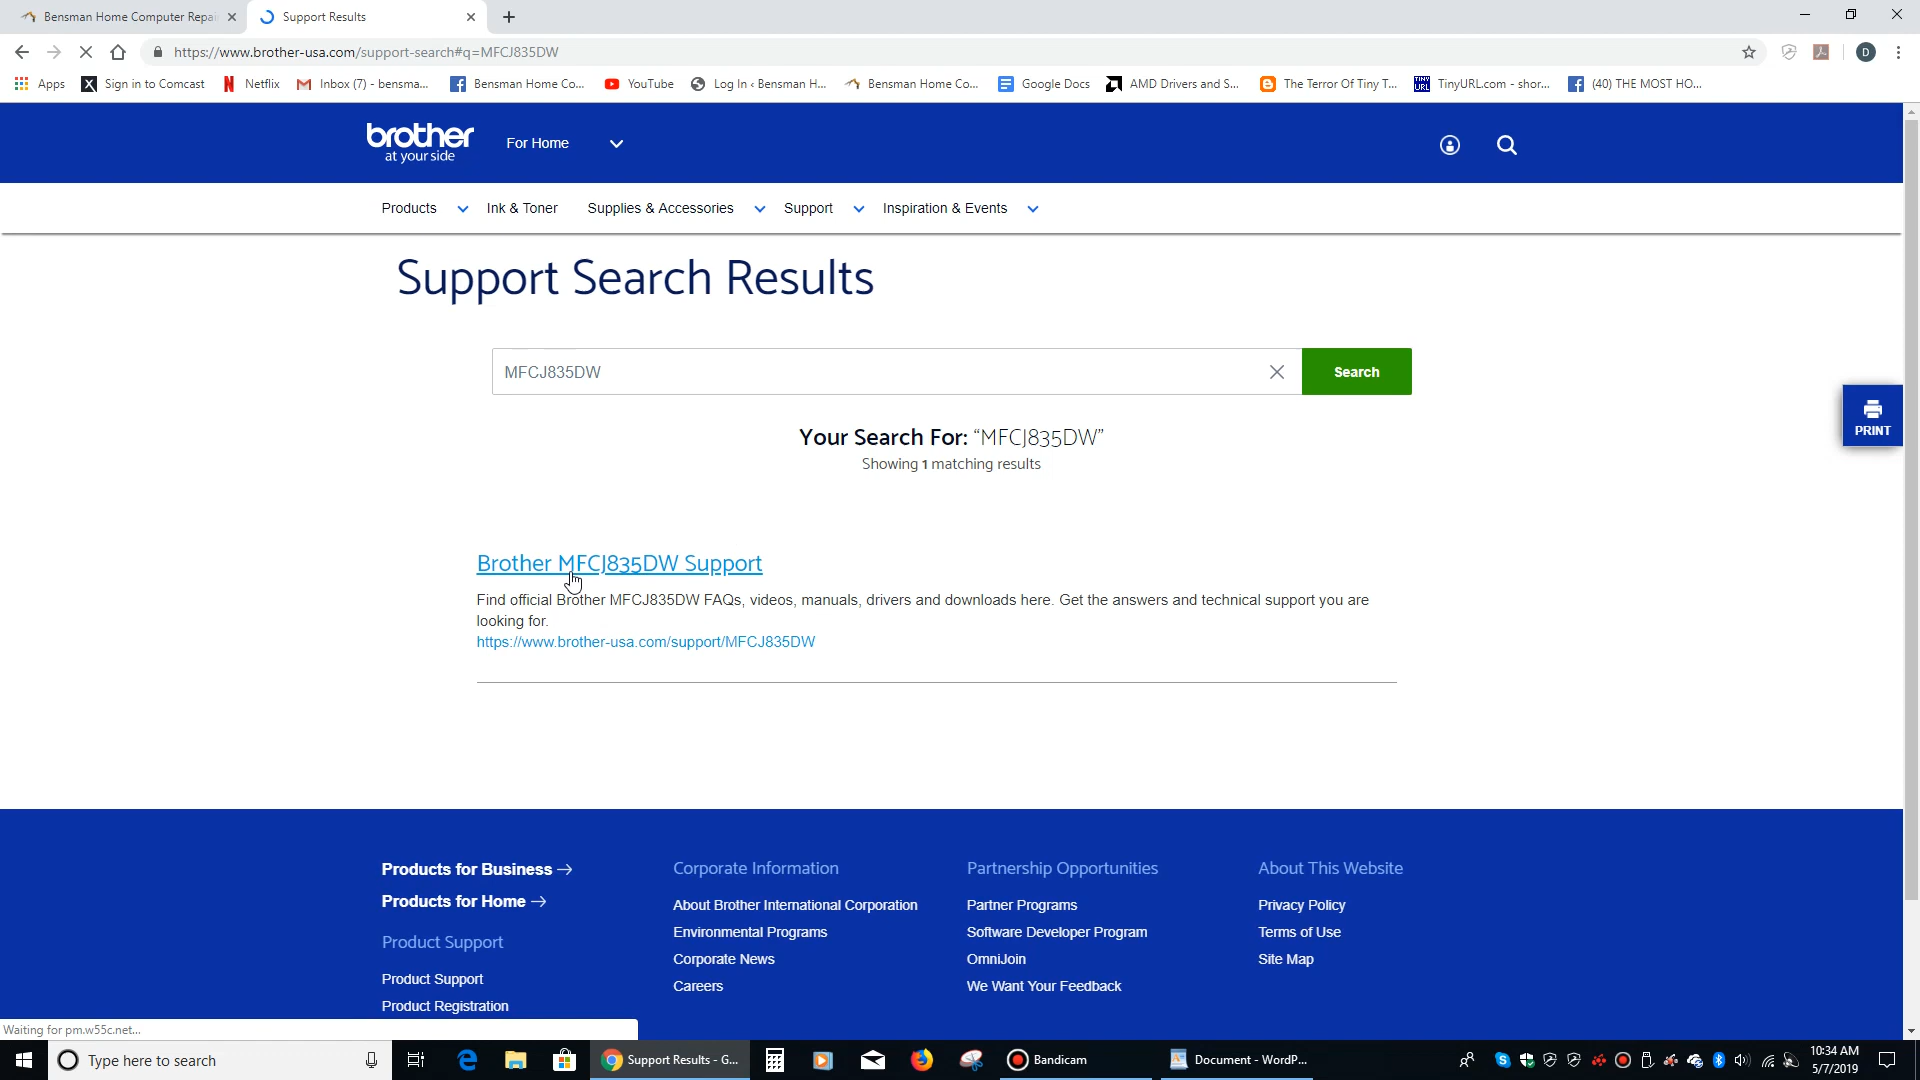 Bensman Home Computer Repai
Support Results
https://www.brother-usa.com/support-search#q=MFCJ835DW
D
Apps
Sign in to Comcast
Netflix
Inbox (7) - bensma...
Bensman Home Co...
YouTube
Log In ‹ Bensman H...
Bensman Home Co...
Google Docs
AMD Drivers and S...
The Terror Of Tiny T...
TinyURL.com - shor...
(40) THE MOST HO...
brother
at your side
For Home
Products
Ink & Toner
Supplies & Accessories
Support
Inspiration & Events
Support Search Results
MFCJ835DW
Search
PRINT
Your Search For: “MFCJ835DW”
Showing 1 matching results
Brother MFCJ835DW Support
Find official Brother MFCJ835DW FAQs, videos, manuals, drivers and downloads here. Get the answers and technical support you are
looking for.
https://www.brother-usa.com/support/MFCJ835DW
Products for Business
Products for Home
Product Support
Product Support
Product Registration
Corporate Information
About Brother International Corporation
Environmental Programs
Corporate News
Careers
Partnership Opportunities
Partner Programs
Software Developer Program
OmniJoin
We Want Your Feedback
About This Website
Privacy Policy
Terms of Use
Site Map
Waiting for pm.w55c.net...
Type here to search
Support Results - G...
Bandicam
Document - WordP...
10:34 AM
5/7/2019